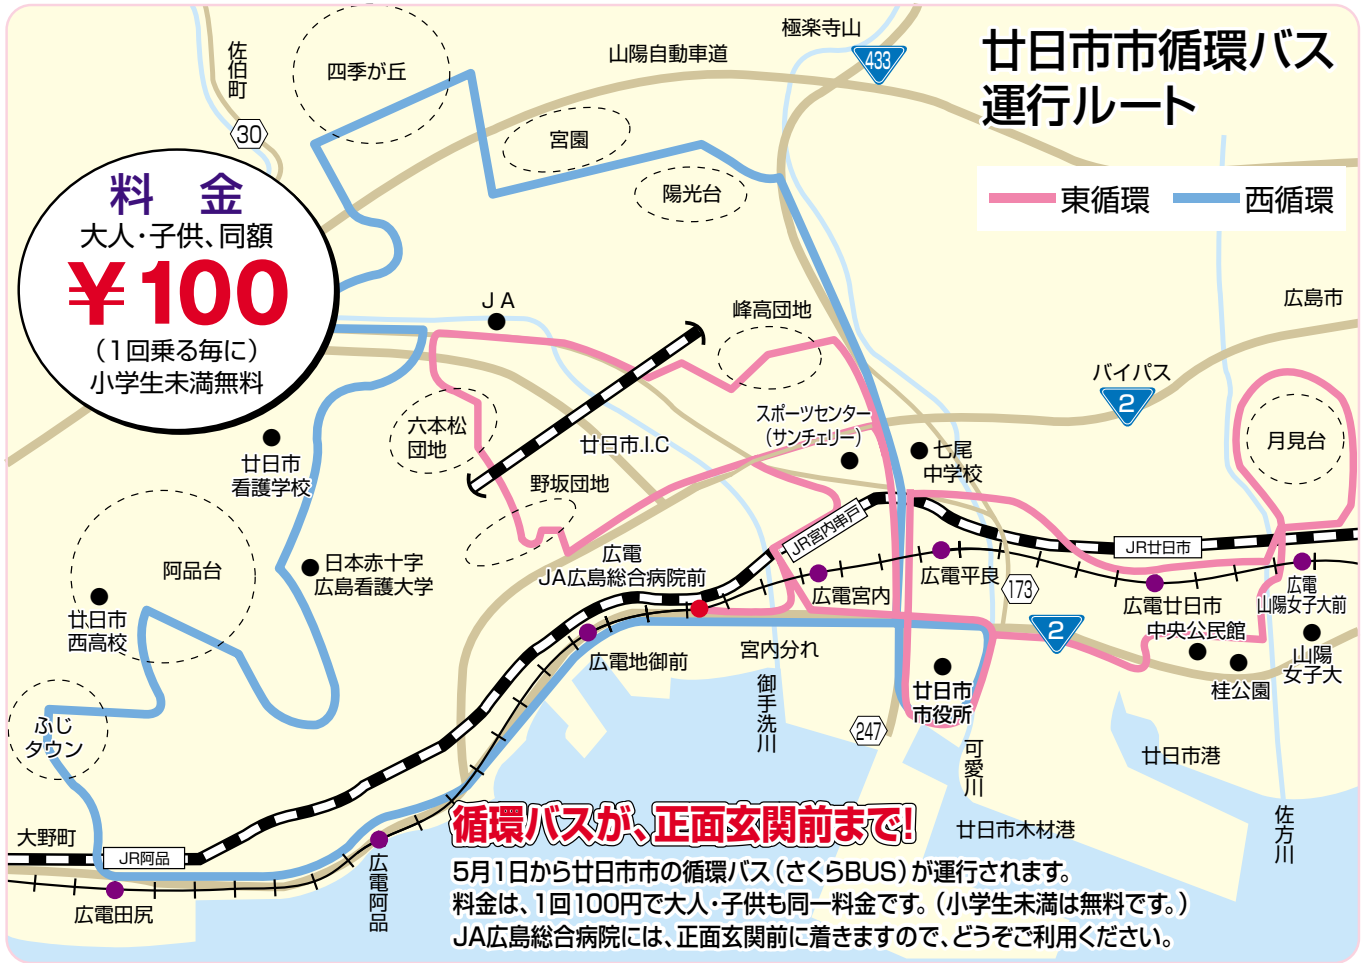 廿日市市循環バス
運行ルート
東循環
西循環
料　金
大人・子供、同額
￥100
（1回乗る毎に）
小学生未満無料
佐伯町
30
四季が丘
山陽自動車道
極楽寺山
433
宮園
陽光台
広島市
ＪＡ
峰高団地
バイパス
2
六本松
団地
廿日市.I.C
スポーツセンター
（サンチェリー）
七尾
中学校
月見台
廿日市
看護学校
野坂団地
JR宮内串戸
JR廿日市
阿品台
日本赤十字
広島看護大学
広電
JA広島総合病院前
広電宮内
広電平良
173
広電廿日市
広電
山陽女子大前
廿日市
西高校
中央公民館
2
広電地御前
宮内分れ
御手洗川
廿日市
市役所
桂公園
山陽
女子大
ふじ
タウン
247
可愛川
廿日市港
大野町
JR阿品
広電田尻
広電阿品
廿日市木材港
佐方川
循環バスが、正面玄関前まで!
5月1日から廿日市市の循環バス（さくらBUS）が運行されます。
料金は、1回100円で大人・子供も同一料金です。（小学生未満は無料です。）
JA広島総合病院には、正面玄関前に着きますので、どうぞご利用ください。